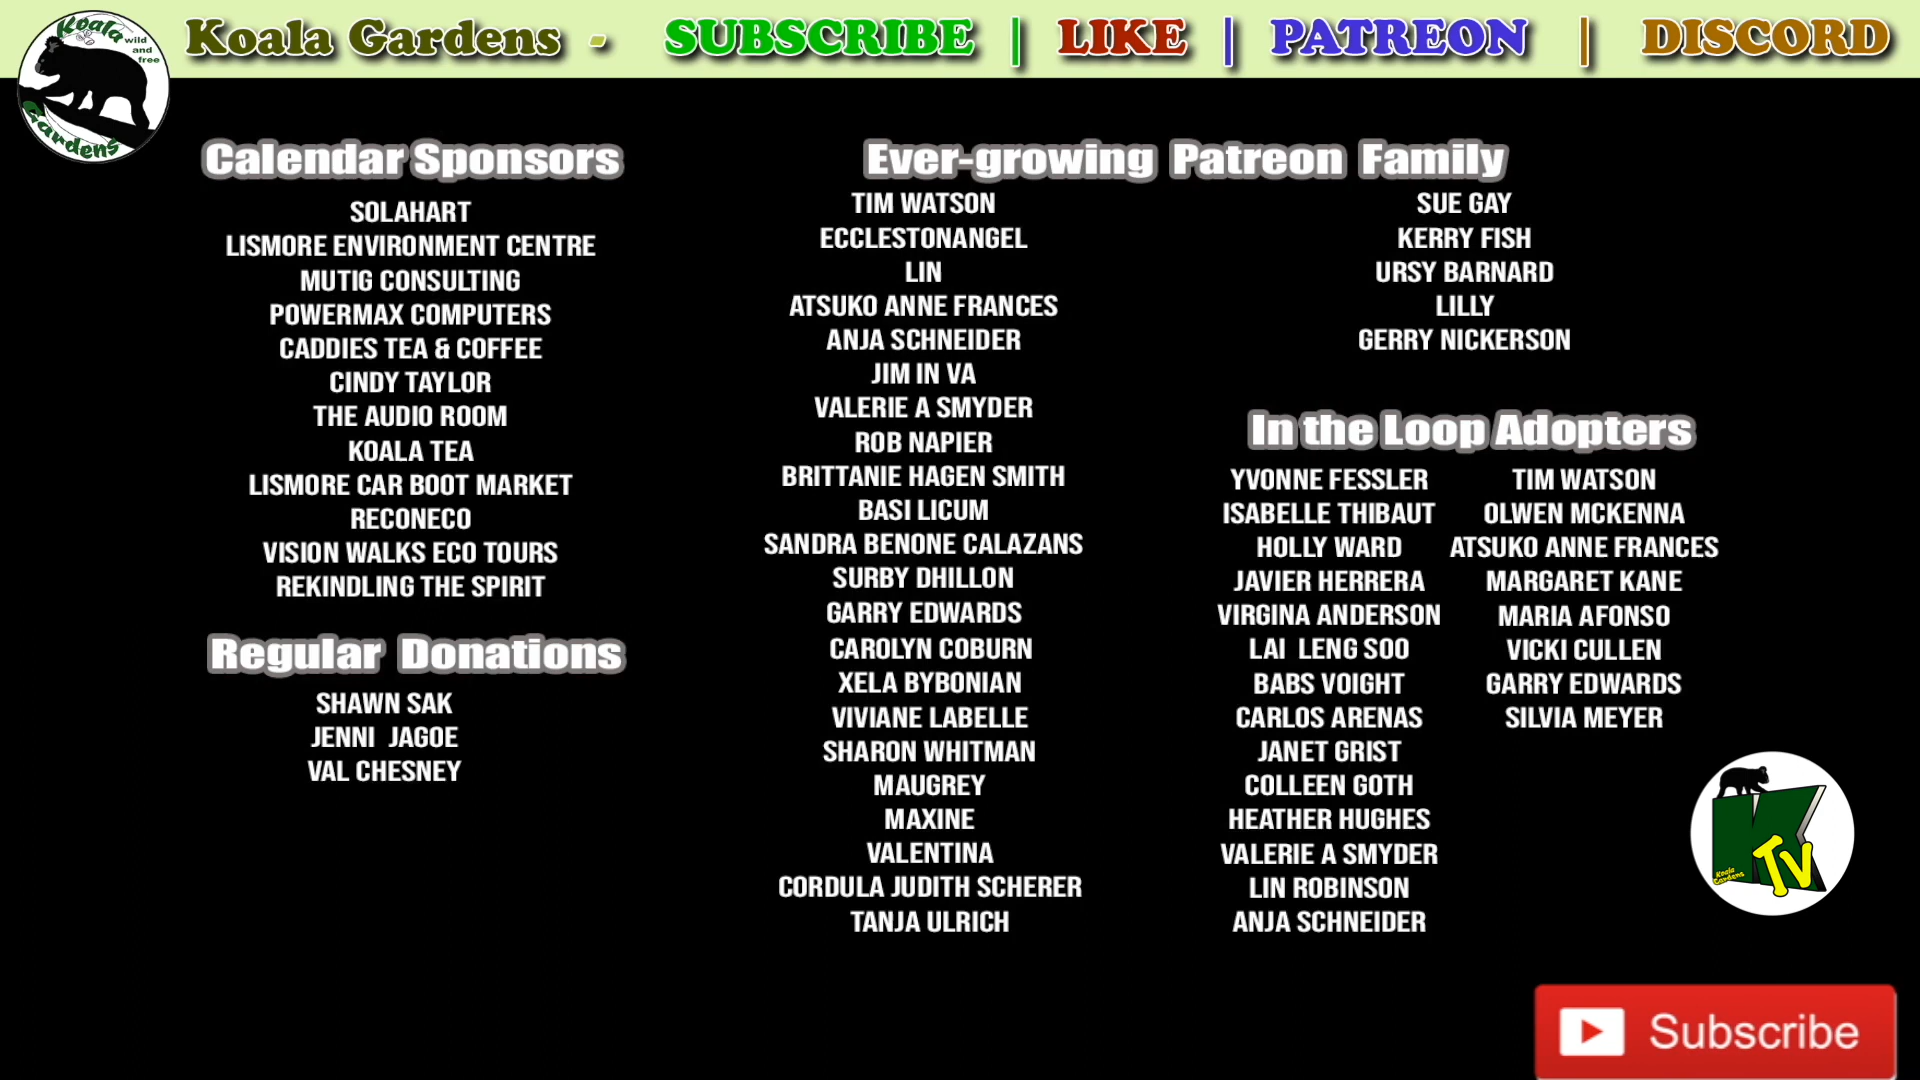 Koala Gardens - SUBSCRIBE | LIKE | PATREON | DISCORD
Koala
wild
and
free
Gardens
Calendar Sponsors
SOLAHART
LISMORE ENVIRONMENT CENTRE
MUTIG CONSULTING
POWERMAX COMPUTERS
CADDIES TEA & COFFEE
CINDY TAYLOR
THE AUDIO ROOM
KOALA TEA
LISMORE CAR BOOT MARKET
RECONECO
VISION WALKS ECO TOURS
REKINDLING THE SPIRIT
Regular Donations
SHAWN SAK
JENNI JAGOE
VAL CHESNEY
Ever-growing Patreon Family
TIM WATSON
ECCLESTONANGEL
LIN
ATSUKO ANNE FRANCES
ANJA SCHNEIDER
JIM IN VA
VALERIE A SMYDER
ROB NAPIER
BRITTANIE HAGEN SMITH
BASI LICUM
SANDRA BENONE CALAZANS
SURBY DHILLON
GARRY EDWARDS
CAROLYN COBURN
XELA BYBONIAN
VIVIANE LABELLE
SHARON WHITMAN
MAUGREY
MAXINE
VALENTINA
CORDULA JUDITH SCHERER
TANJA ULRICH
SUE GAY
KERRY FISH
URSY BARNARD
LILLY
GERRY NICKERSON
In the Loop Adopters
YVONNE FESSLER
ISABELLE THIBAUT
HOLLY WARD
JAVIER HERRERA
VIRGINA ANDERSON
LAI LENG SOO
BABS VOIGHT
CARLOS ARENAS
JANET GRIST
COLLEEN GOTH
HEATHER HUGHES
VALERIE A SMYDER
LIN ROBINSON
ANJA SCHNEIDER
TIM WATSON
OLWEN MCKENNA
ATSUKO ANNE FRANCES
MARGARET KANE
MARIA AFONSO
VICKI CULLEN
GARRY EDWARDS
SILVIA MEYER
K
TV
Koala
Gardens
Subscribe